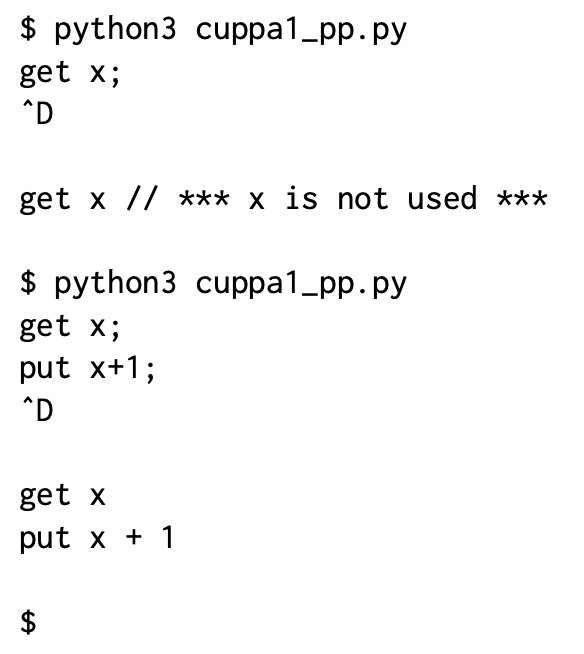 $ python3 cuppa1_pp.py
get x;
^D
get x // *** x is not used ***
$ python3 cuppa1_pp.py
get x;
put x+1;
^D
get x
put x + 1
$